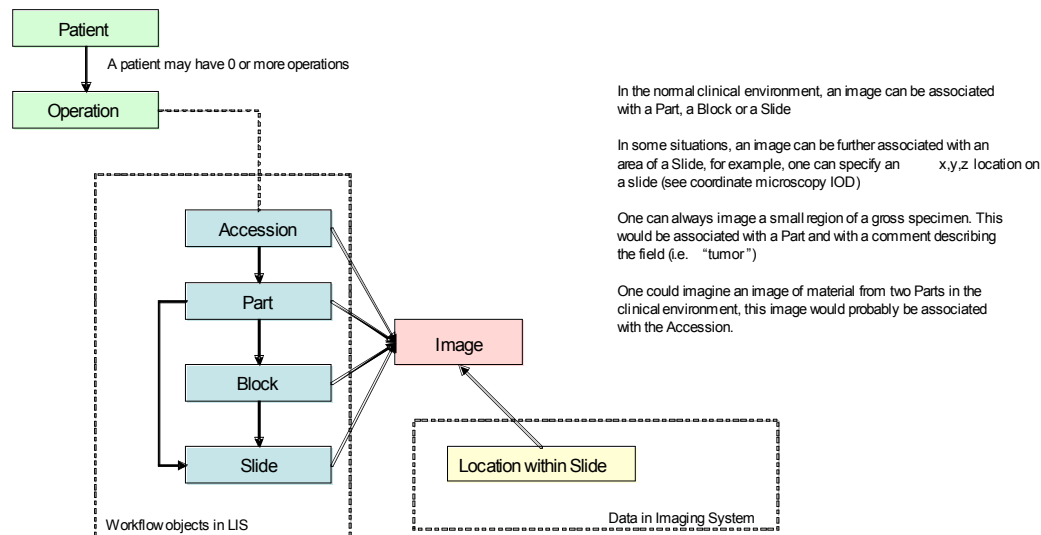 Patient
A patient may have 0 or more operations
Operation
In the normal clinical environment, an image can be associated
with a Part, a Block or a Slide
In some situations, an image can be further associated with an
area of a Slide, for example, one can specify an x,y,z location on
a slide (see coordinate microscopy IOD)
One can always image a small region of a gross specimen. This
would be associated with a Part and with a comment describing
the field (i.e. “tumor”)
One could imagine an image of material from two Parts in the
clinical environment, this image would probably be associated
with the Accession.
Accession
Part
Image
Block
Slide
Location within Slide
Workflow objects in LIS
Data in Imaging System